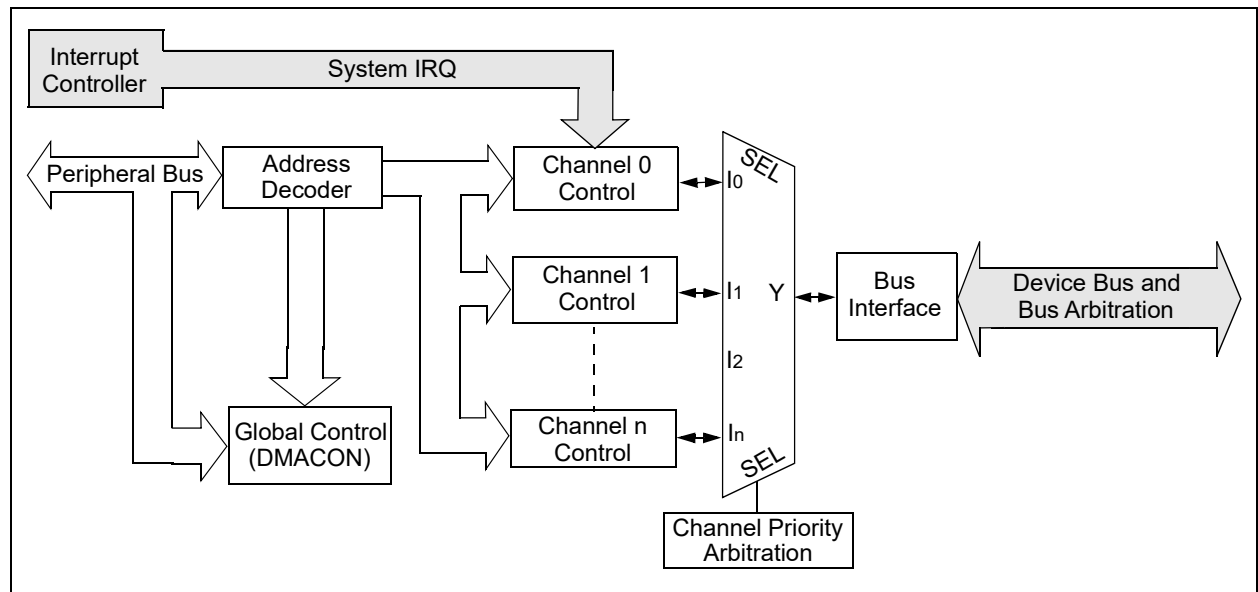 Interrupt
Controller
System IRQ
Peripheral Bus
Address
Decoder
Channel 0
Control
SEL
I0
Channel 1
Control
I1
Y
Bus
Interface
Device Bus and
Bus Arbitration
I2
Global Control
(DMACON)
Channel n
Control
In
SEL
Channel Priority
Arbitration